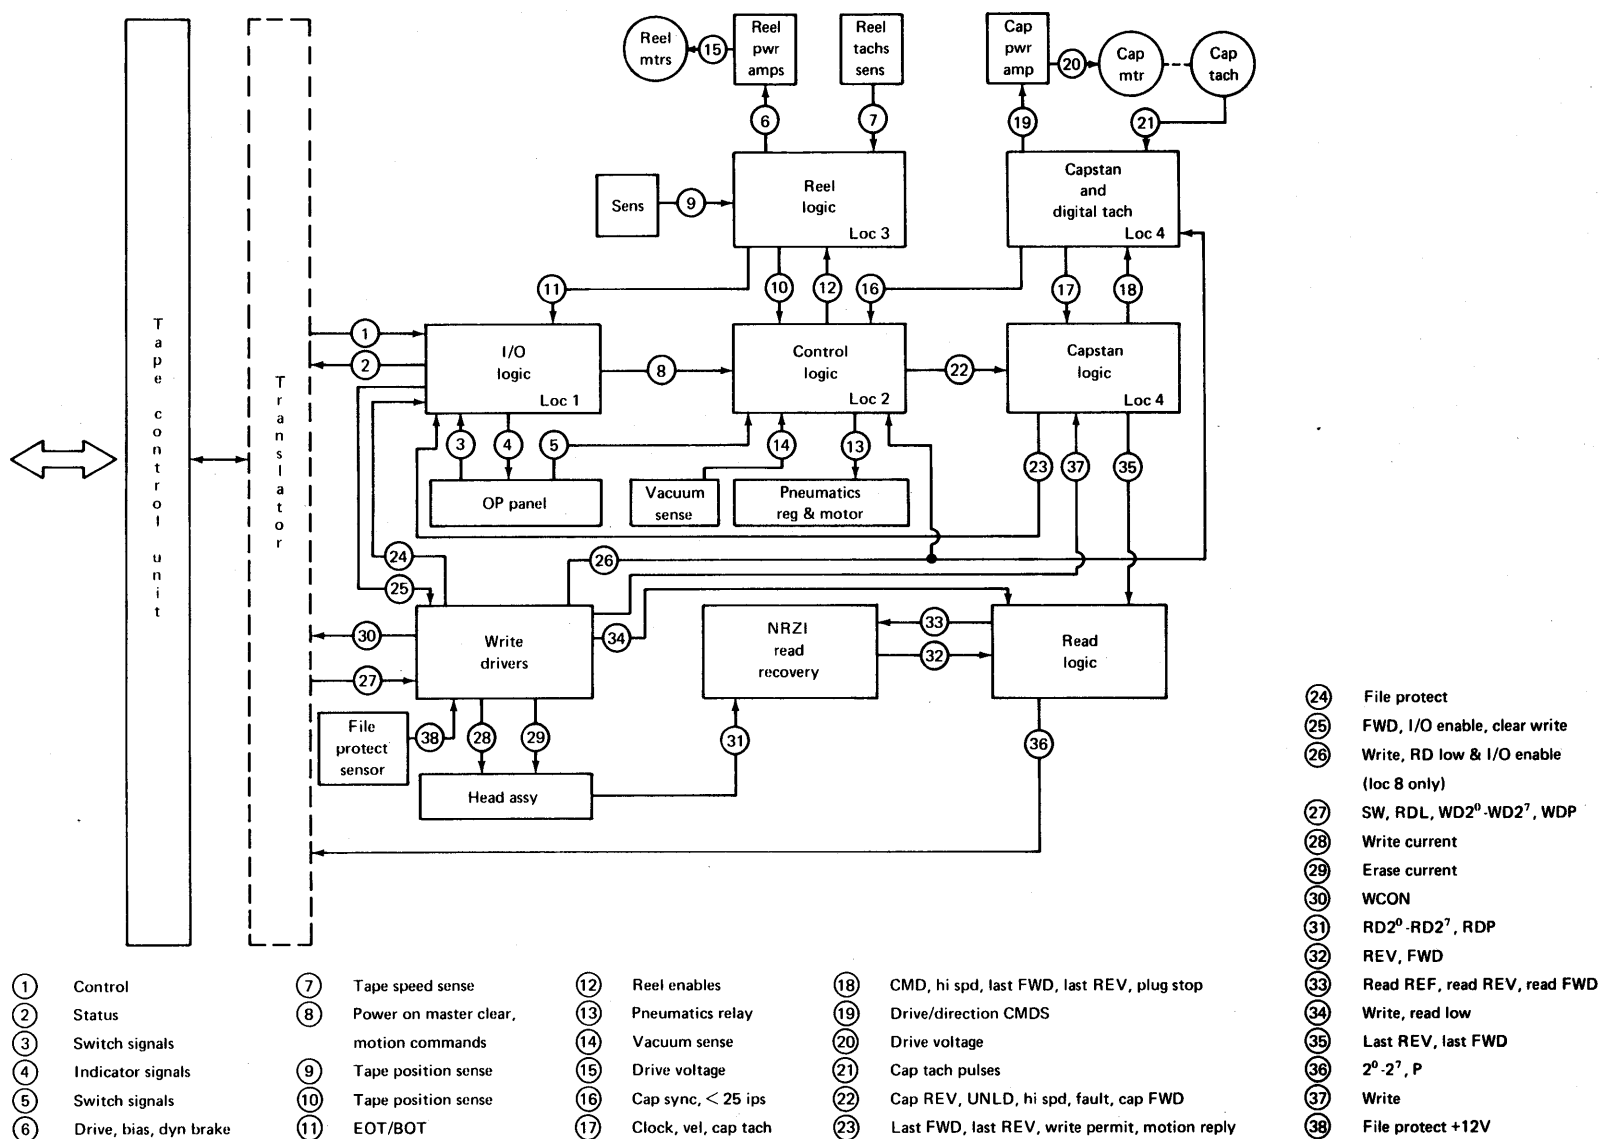 Tape control unit
Translator
Reel
mtrs
15
Reel
pwr
amps
Reel
tachs
sens
Cap
pwr
amp
20
Cap
mtr
Cap
tach
6
7
19
21
Sens
9
Reel
logic
Loc 3
Capstan
and
digital tach
Loc 4
11
10
12
16
17
18
1
2
I/O
logic
Loc 1
8
Control
logic
Loc 2
22
Capstan
logic
Loc 4
3
4
5
14
13
23
37
35
OP panel
Vacuum
sense
Pneumatics
reg & motor
24
26
25
30
27
Write
drivers
34
NRZI
read
recovery
33
32
Read
logic
File
protect
sensor
38
28
29
31
36
Head assy
24 File protect
25 FWD, I/O enable, clear write
26 Write, RD low & I/O enable
(loc 8 only)
27 SW, RDL, WD2⁰-WD2⁷, WDP
28 Write current
29 Erase current
30 WCON
31 RD2⁰-RD2⁷, RDP
32 REV, FWD
33 Read REF, read REV, read FWD
34 Write, read low
35 Last REV, last FWD
36 2⁰-2⁷, P
37 Write
38 File protect +12V
1 Control
2 Status
3 Switch signals
4 Indicator signals
5 Switch signals
6 Drive, bias, dyn brake
7 Tape speed sense
8 Power on master clear,
motion commands
9 Tape position sense
10 Tape position sense
11 EOT/BOT
12 Reel enables
13 Pneumatics relay
14 Vacuum sense
15 Drive voltage
16 Cap sync, < 25 ips
17 Clock, vel, cap tach
18 CMD, hi spd, last FWD, last REV, plug stop
19 Drive/direction CMDS
20 Drive voltage
21 Cap tach pulses
22 Cap REV, UNLD, hi spd, fault, cap FWD
23 Last FWD, last REV, write permit, motion reply